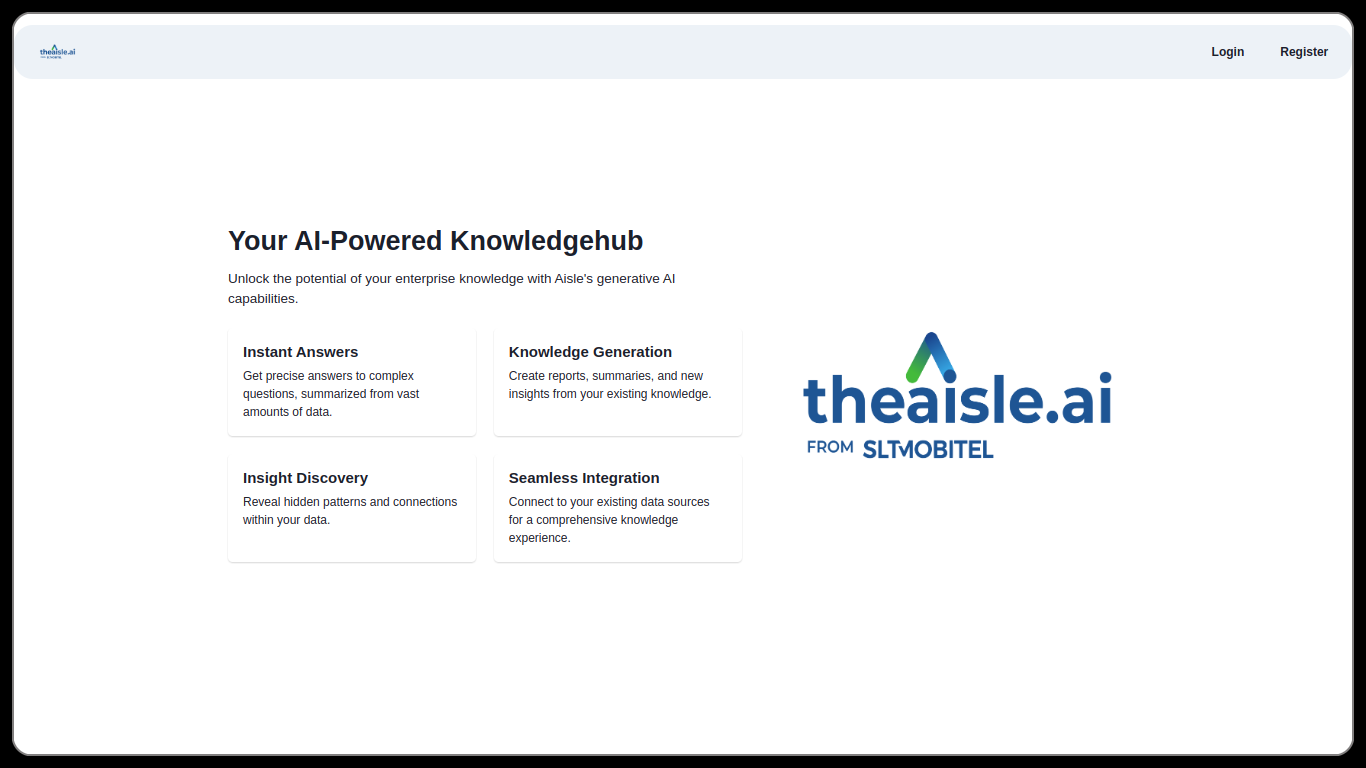 theaisle.ai
Login
Register
Your AI-Powered Knowledgehub
Unlock the potential of your enterprise knowledge with Aisle's generative AI
capabilities.
Instant Answers
Get precise answers to complex
questions, summarized from vast
amounts of data.
Knowledge Generation
Create reports, summaries, and new
insights from your existing knowledge.
Insight Discovery
Reveal hidden patterns and connections
within your data.
Seamless Integration
Connect to your existing data sources
for a comprehensive knowledge
experience.
theaisle.ai
FROM SLTMOBITEL